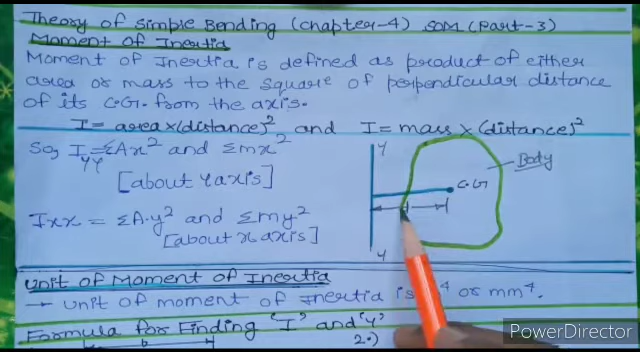 Theory of Simple Bending (chapter-4) SOM (Part-3)
Moment of Inertia
Moment of Inertia is defined as product of either
area or mass to the square of perpendicular distance
of its C.G. from the axis.
I = area×(distance)² and I = mass × (distance)²
So, I_yy = ΣAx² and Σmx²
[about Y axis]
Ixx = ΣA.y² and Σmy²
[about x axis]
Y
Body
C.G
Y
Unit of Moment of Inertia
→ Unit of moment of Inertia is ⁴ or mm⁴.
Formula for Finding 'I' and 'Y'
b
2.)
PowerDirector